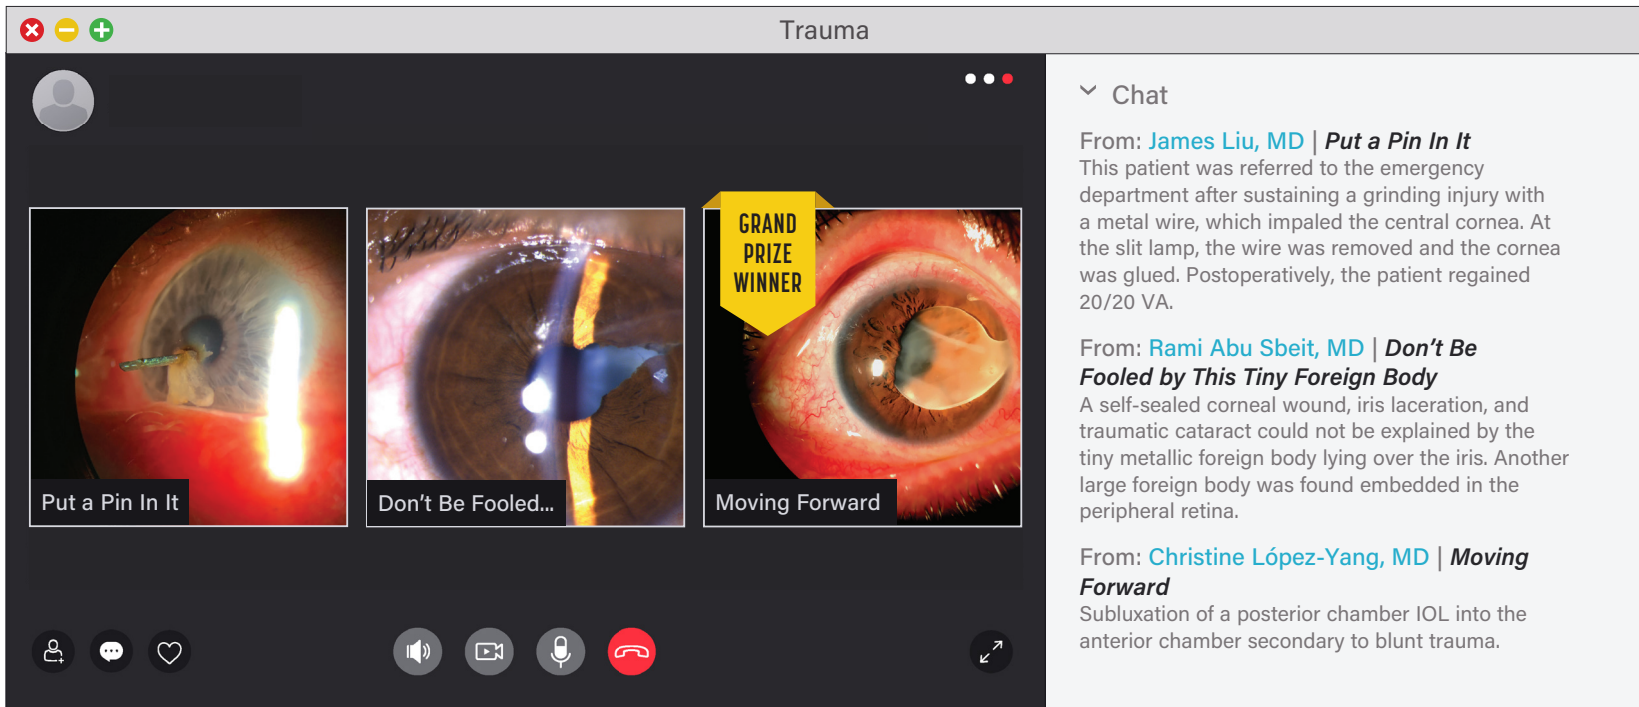 Trauma
GRAND
PRIZE
WINNER
Put a Pin In It
Don’t Be Fooled...
Moving Forward
Chat
From: James Liu, MD | Put a Pin In It
This patient was referred to the emergency
department after sustaining a grinding injury with
a metal wire, which impaled the central cornea. At
the slit lamp, the wire was removed and the cornea
was glued. Postoperatively, the patient regained
20/20 VA.
From: Rami Abu Sbeit, MD | Don’t Be
Fooled by This Tiny Foreign Body
A self-sealed corneal wound, iris laceration, and
traumatic cataract could not be explained by the
tiny metallic foreign body lying over the iris. Another
large foreign body was found embedded in the
peripheral retina.
From: Christine López-Yang, MD | Moving
Forward
Subluxation of a posterior chamber IOL into the
anterior chamber secondary to blunt trauma.